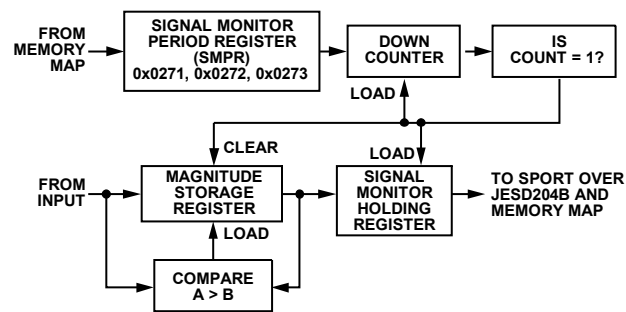 FROM
MEMORY
MAP
SIGNAL MONITOR
PERIOD REGISTER
(SMPR)
0x0271, 0x0272, 0x0273
DOWN
COUNTER
IS
COUNT = 1?
LOAD
CLEAR
LOAD
FROM
INPUT
MAGNITUDE
STORAGE
REGISTER
SIGNAL
MONITOR
HOLDING
REGISTER
TO SPORT OVER
JESD204B AND
MEMORY MAP
LOAD
COMPARE
A > B